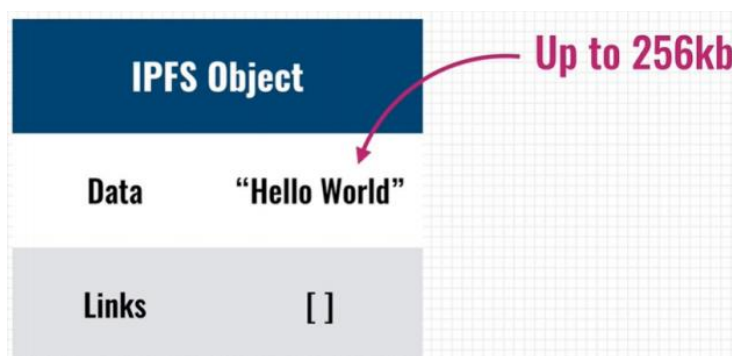 IPFS Object
Up to 256kb
Data “Hello World”
Links [ ]